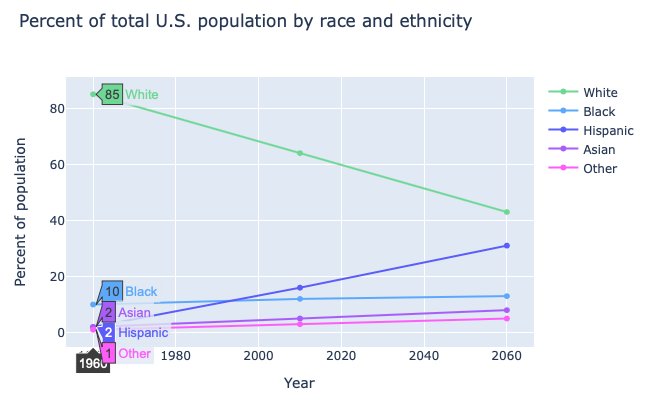 Percent of total U.S. population by race and ethnicity
Percent of population
80
60
40
20
0
85 White
10 Black
2 Asian
2 Hispanic
1 Other
1960
1980
2000
2020
2040
2060
Year
White
Black
Hispanic
Asian
Other